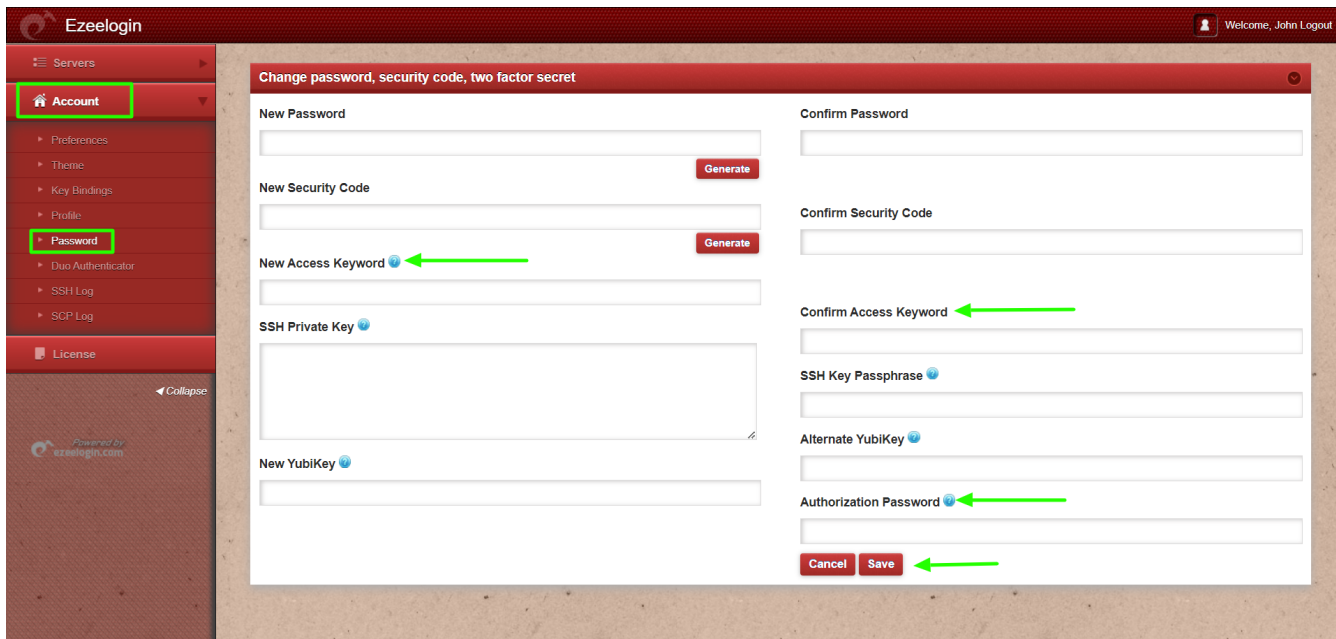 Ezeelogin
Welcome, John Logout
Servers
Account
Preferences
Theme
Key Bindings
Profile
Password
Duo Authenticator
SSH Log
SCP Log
License
Collapse
Powered by
ezeelogin.com
Change password, security code, two factor secret
New Password
Confirm Password
Generate
New Security Code
Confirm Security Code
Generate
New Access Keyword ?
Confirm Access Keyword
SSH Private Key ?
SSH Key Passphrase ?
Alternate YubiKey ?
New YubiKey ?
Authorization Password ?
Cancel Save